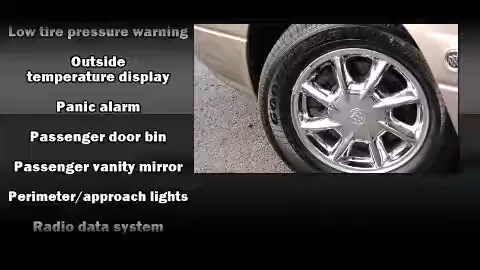 Low tire pressure warning
Outside
temperature display
Panic alarm
Passenger door bin
Passenger vanity mirror
Perimeter/approach lights
Radio data system